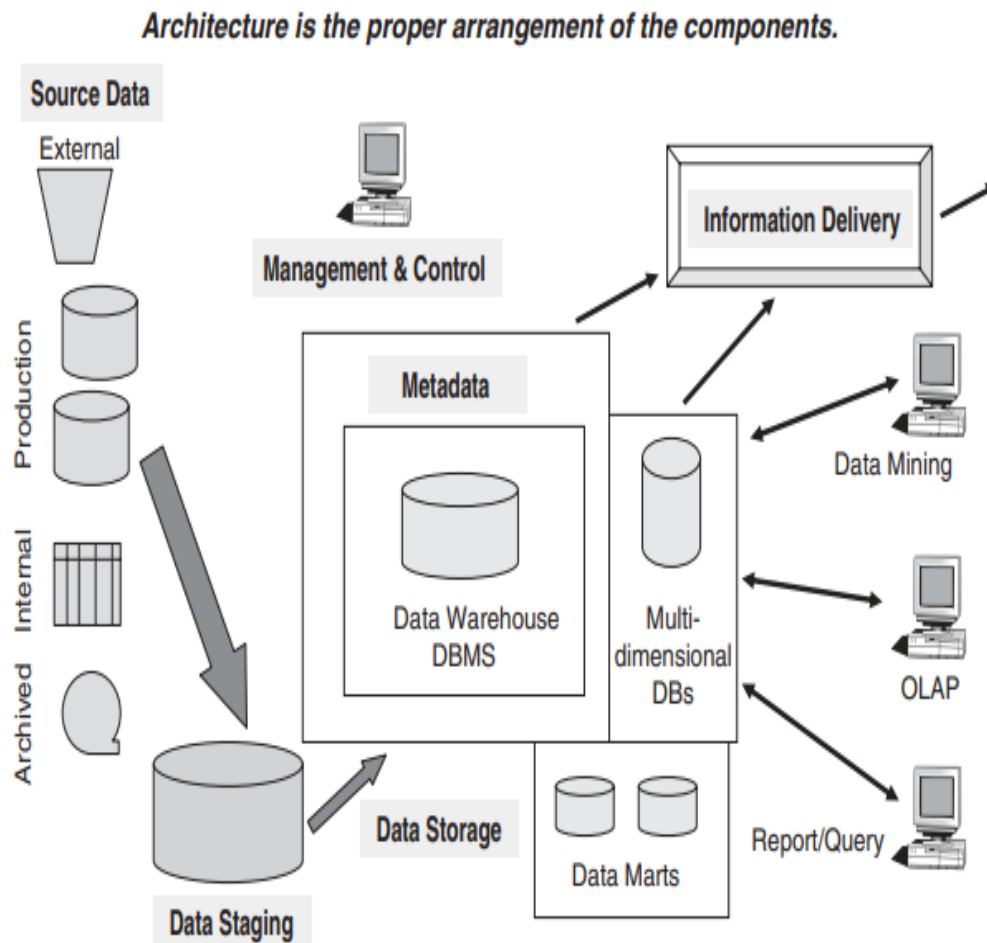 Architecture is the proper arrangement of the components.
Source Data
External
Production
Internal
Archived
Management & Control
Information Delivery
Metadata
Data Warehouse
DBMS
Multi-
dimensional
DBs
Data Mining
OLAP
Report/Query
Data Storage
Data Marts
Data Staging